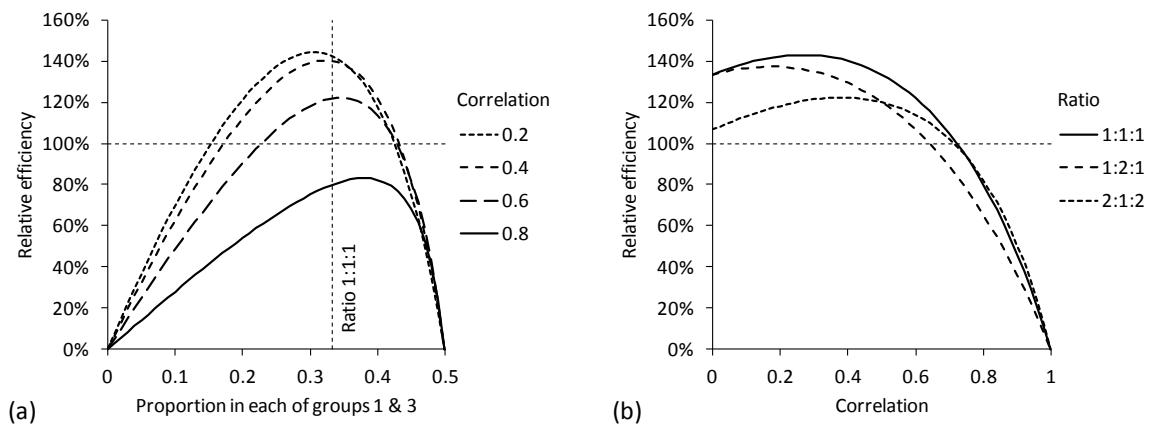 160%
140%
120%
100%
80%
60%
40%
20%
0%
Relative efficiency
0 0.1 0.2 0.3 0.4 0.5
Proportion in each of groups 1 & 3
Ratio 1:1:1
Correlation
0.2
0.4
0.6
0.8
(a)
160%
140%
120%
100%
80%
60%
40%
20%
0%
Relative efficiency
0 0.2 0.4 0.6 0.8 1
Correlation
Ratio
1:1:1
1:2:1
2:1:2
(b)